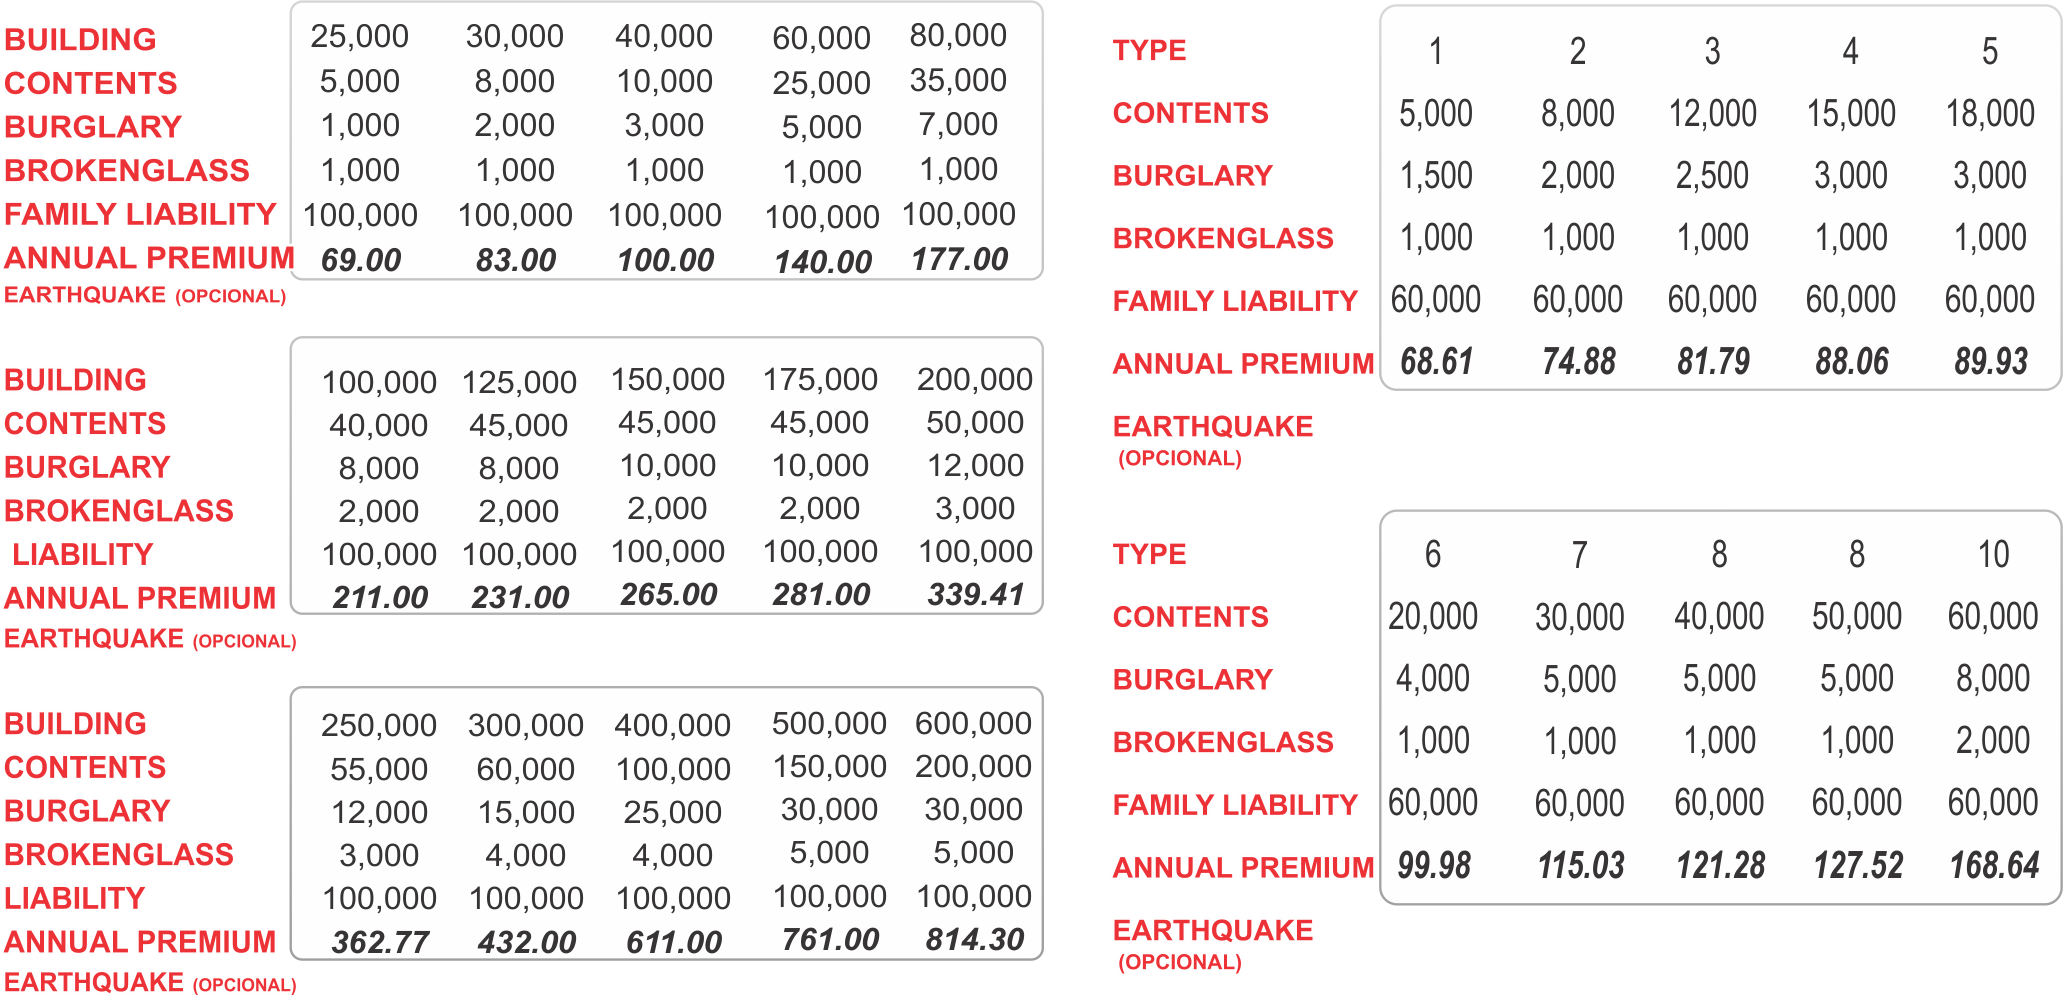 BUILDING 25,000 30,000 40,000 60,000 80,000
CONTENTS 5,000 8,000 10,000 25,000 35,000
BURGLARY 1,000 2,000 3,000 5,000 7,000
BROKENGLASS 1,000 1,000 1,000 1,000 1,000
FAMILY LIABILITY 100,000 100,000 100,000 100,000 100,000
ANNUAL PREMIUM 69.00 83.00 100.00 140.00 177.00
EARTHQUAKE (OPCIONAL)
BUILDING 100,000 125,000 150,000 175,000 200,000
CONTENTS 40,000 45,000 45,000 45,000 50,000
BURGLARY 8,000 8,000 10,000 10,000 12,000
BROKENGLASS 2,000 2,000 2,000 2,000 3,000
LIABILITY 100,000 100,000 100,000 100,000 100,000
ANNUAL PREMIUM 211.00 231.00 265.00 281.00 339.41
EARTHQUAKE (OPCIONAL)
BUILDING 250,000 300,000 400,000 500,000 600,000
CONTENTS 55,000 60,000 100,000 150,000 200,000
BURGLARY 12,000 15,000 25,000 30,000 30,000
BROKENGLASS 3,000 4,000 4,000 5,000 5,000
LIABILITY 100,000 100,000 100,000 100,000 100,000
ANNUAL PREMIUM 362.77 432.00 611.00 761.00 814.30
EARTHQUAKE (OPCIONAL)
TYPE 1 2 3 4 5
CONTENTS 5,000 8,000 12,000 15,000 18,000
BURGLARY 1,500 2,000 2,500 3,000 3,000
BROKENGLASS 1,000 1,000 1,000 1,000 1,000
FAMILY LIABILITY 60,000 60,000 60,000 60,000 60,000
ANNUAL PREMIUM 68.61 74.88 81.79 88.06 89.93
EARTHQUAKE
(OPCIONAL)
TYPE 6 7 8 8 10
CONTENTS 20,000 30,000 40,000 50,000 60,000
BURGLARY 4,000 5,000 5,000 5,000 8,000
BROKENGLASS 1,000 1,000 1,000 1,000 2,000
FAMILY LIABILITY 60,000 60,000 60,000 60,000 60,000
ANNUAL PREMIUM 99.98 115.03 121.28 127.52 168.64
EARTHQUAKE
(OPCIONAL)